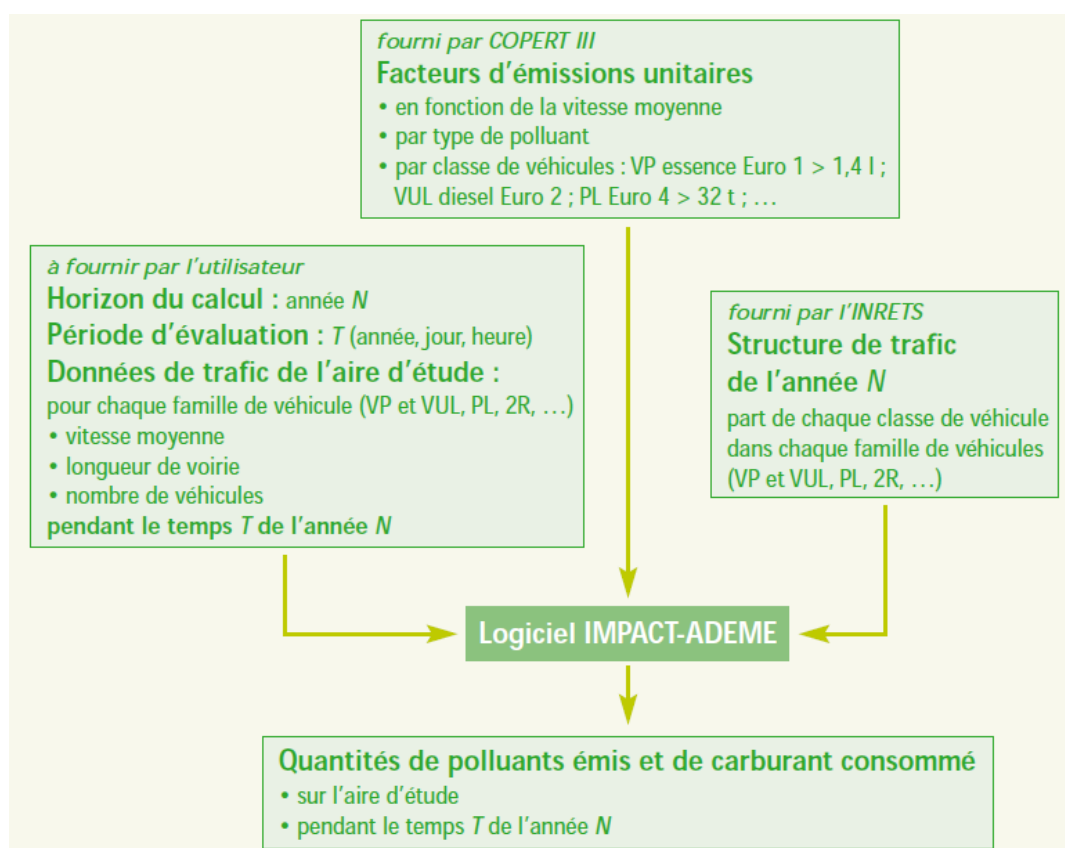 fourni par COPERT III
Facteurs d'émissions unitaires
• en fonction de la vitesse moyenne
• par type de polluant
• par classe de véhicules : VP essence Euro 1 > 1,4 l ;
VUL diesel Euro 2 ; PL Euro 4 > 32 t ; …
à fournir par l'utilisateur
Horizon du calcul : année N
Période d'évaluation : T (année, jour, heure)
Données de trafic de l'aire d'étude :
pour chaque famille de véhicule (VP et VUL, PL, 2R, …)
• vitesse moyenne
• longueur de voirie
• nombre de véhicules
pendant le temps T de l'année N
fourni par l'INRETS
Structure de trafic
de l'année N
part de chaque classe de véhicule
dans chaque famille de véhicules
(VP et VUL, PL, 2R, …)
Logiciel IMPACT-ADEME
Quantités de polluants émis et de carburant consommé
• sur l'aire d'étude
• pendant le temps T de l'année N